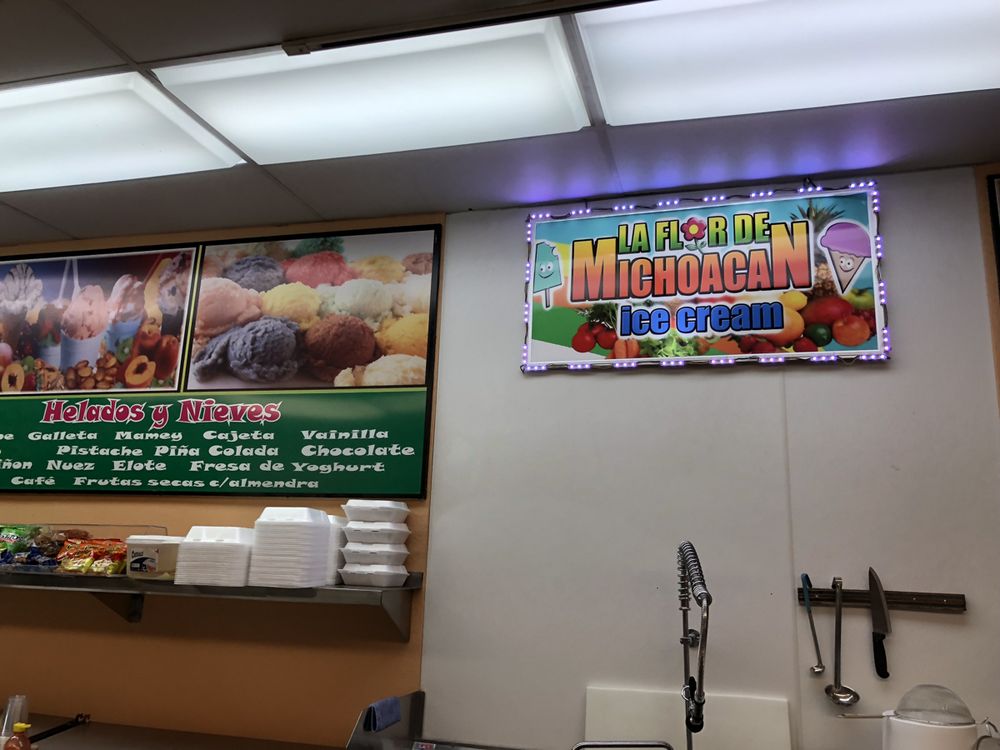 LA FLOR DE
MICHOACAN
ice cream
Helados y Nieves
Galleta Mamey Cajeta Vainilla
Pistache Piña Colada Chocolate
Nuez Elote Fresa de Yoghurt
Café Frutas secas c/almendra